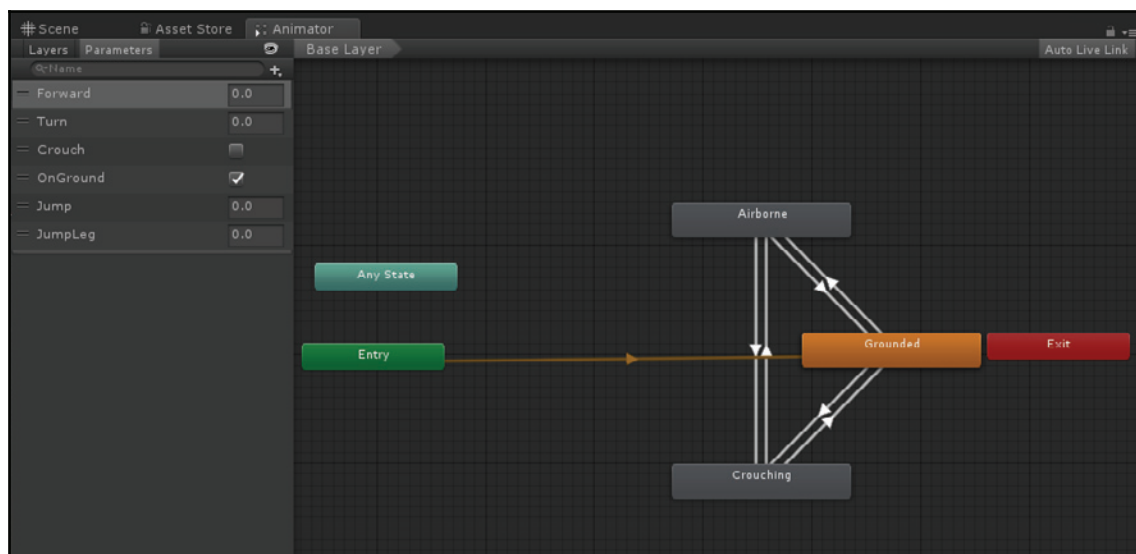 Scene Asset Store Animator
Layers Parameters Base Layer Auto Live Link
Name
Forward 0.0
Turn 0.0
Crouch
OnGround
Jump 0.0
JumpLeg 0.0
Airborne
Any State
Entry
Grounded
Exit
Crouching